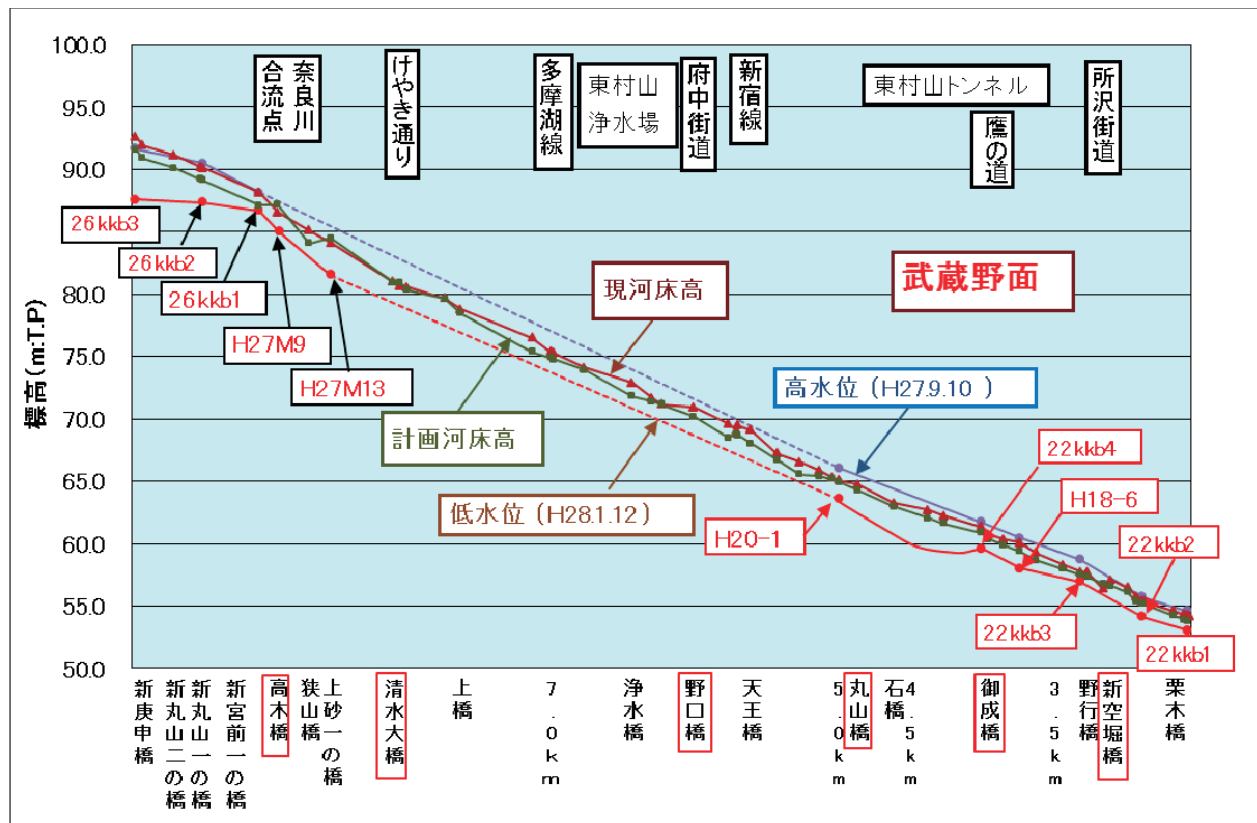 100.0
95.0
90.0
85.0
80.0
75.0
70.0
65.0
60.0
55.0
50.0
標高(m:T.P)
奈良川
合流点
けやき通り
多摩湖線
東村山
浄水場
府中街道
新宿線
東村山トンネル
鷹の道
所沢街道
26kkb3
26kkb2
26kkb1
H27M9
H27M13
計画河床高
現河床高
低水位（H28.1.12）
武蔵野面
高水位（H27.9.10 ）
H20-1
22kkb4
H18-6
22kkb2
22kkb3
22kkb1
新庚申橋
新丸山二の橋
新丸山一の橋
新宮前一の橋
高木橋
狭山橋
上砂一の橋
清水大橋
上橋
7.0km
浄水橋
野口橋
天王橋
5.0km
丸山橋
石橋
4.5km
御成橋
3.5km
野行橋
新空堀橋
栗木橋